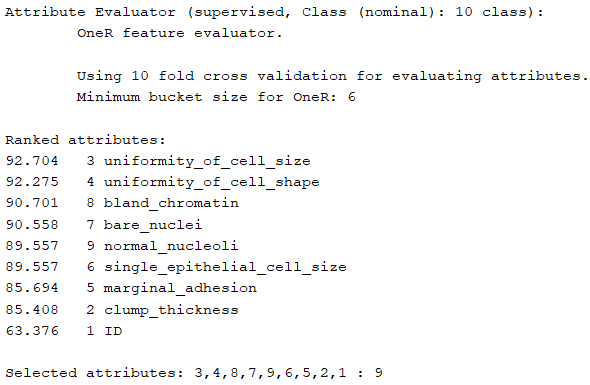 Attribute Evaluator (supervised, Class (nominal): 10 class):
OneR feature evaluator.
Using 10 fold cross validation for evaluating attributes.
Minimum bucket size for OneR: 6
Ranked attributes:
92.704 3 uniformity_of_cell_size
92.275 4 uniformity_of_cell_shape
90.701 8 bland_chromatin
90.558 7 bare_nuclei
89.557 9 normal_nucleoli
89.557 6 single_epithelial_cell_size
85.694 5 marginal_adhesion
85.408 2 clump_thickness
63.376 1 ID
Selected attributes: 3,4,8,7,9,6,5,2,1 : 9